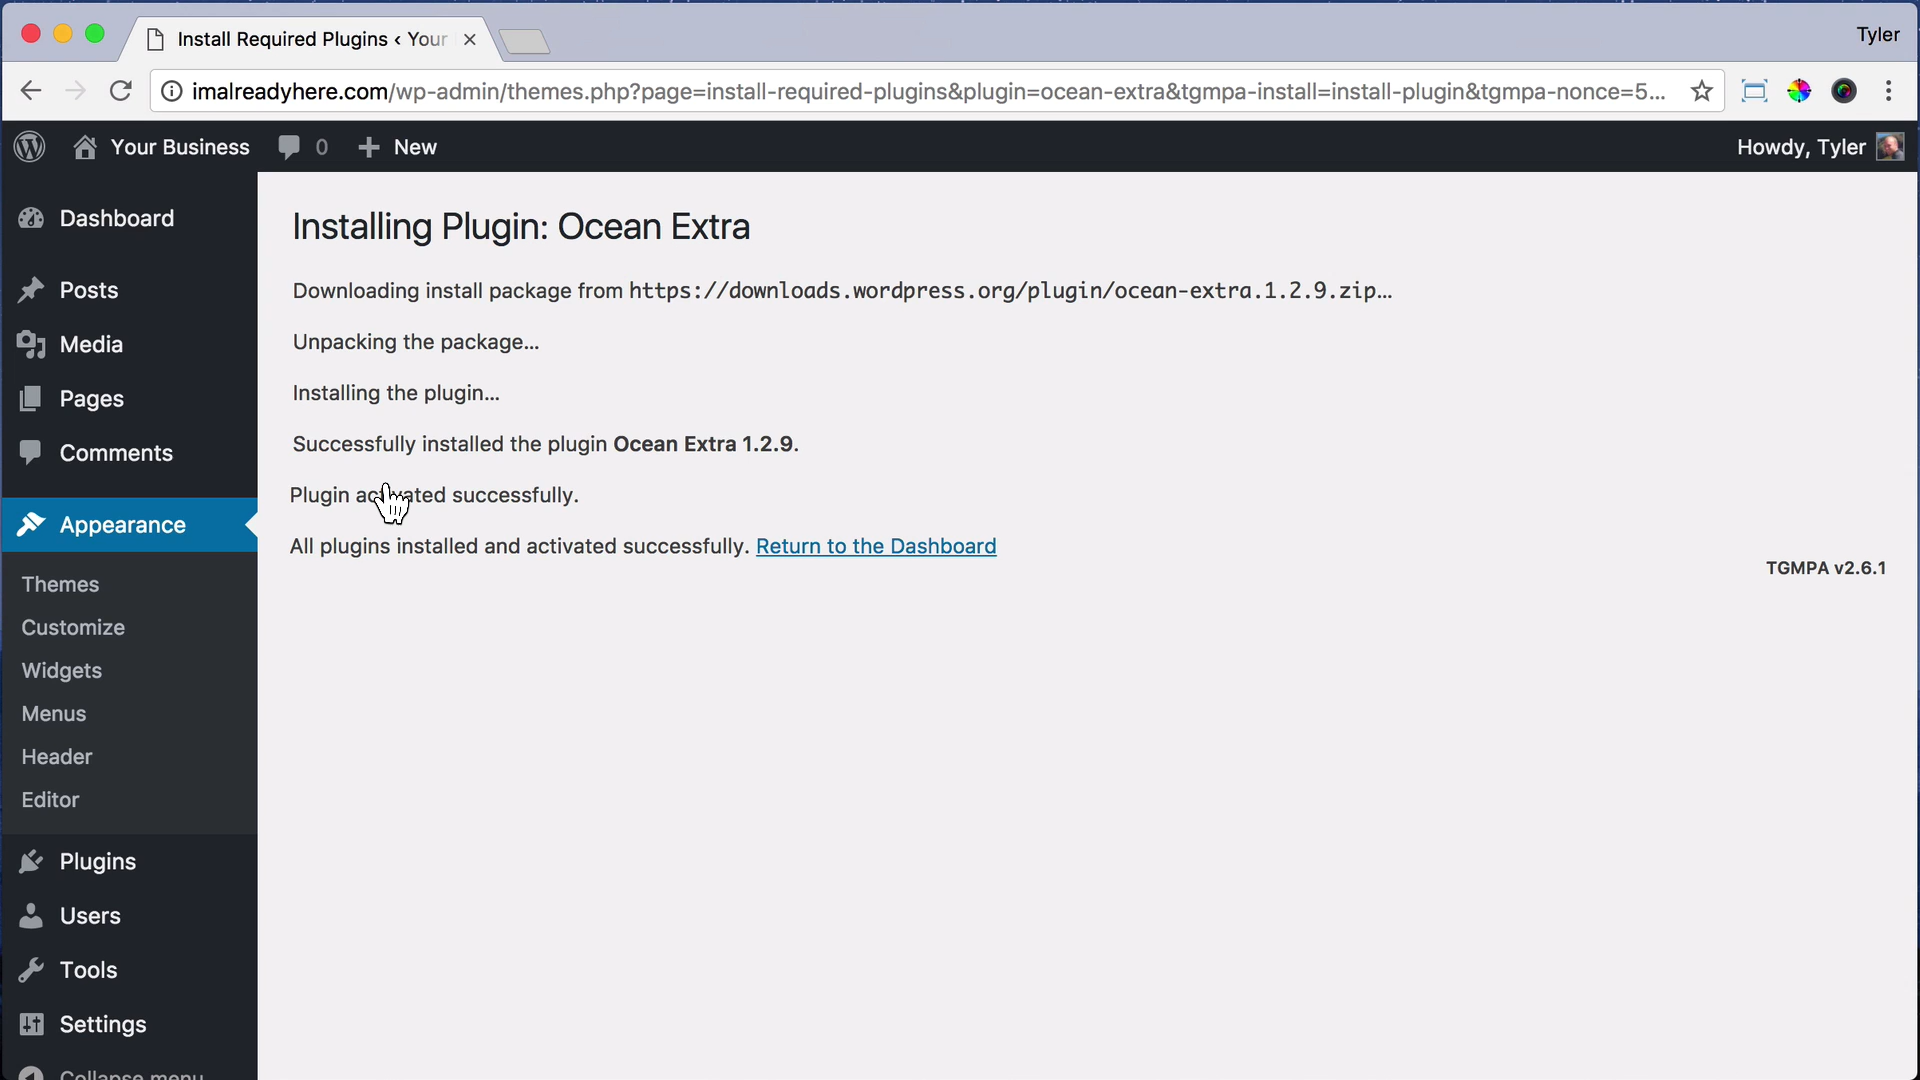 Install Required Plugins ‹ Your
Tyler
imalreadyhere.com/wp-admin/themes.php?page=install-required-plugins&plugin=ocean-extra&tgmpa-install=install-plugin&tgmpa-nonce=5...
Your Business
0
New
Howdy, Tyler
Dashboard
Posts
Media
Pages
Comments
Appearance
Themes
Customize
Widgets
Menus
Header
Editor
Plugins
Users
Tools
Settings
Collapse menu
Installing Plugin: Ocean Extra
Downloading install package from https://downloads.wordpress.org/plugin/ocean-extra.1.2.9.zip…
Unpacking the package…
Installing the plugin…
Successfully installed the plugin Ocean Extra 1.2.9.
Plugin activated successfully.
All plugins installed and activated successfully. Return to the Dashboard
TGMPA v2.6.1